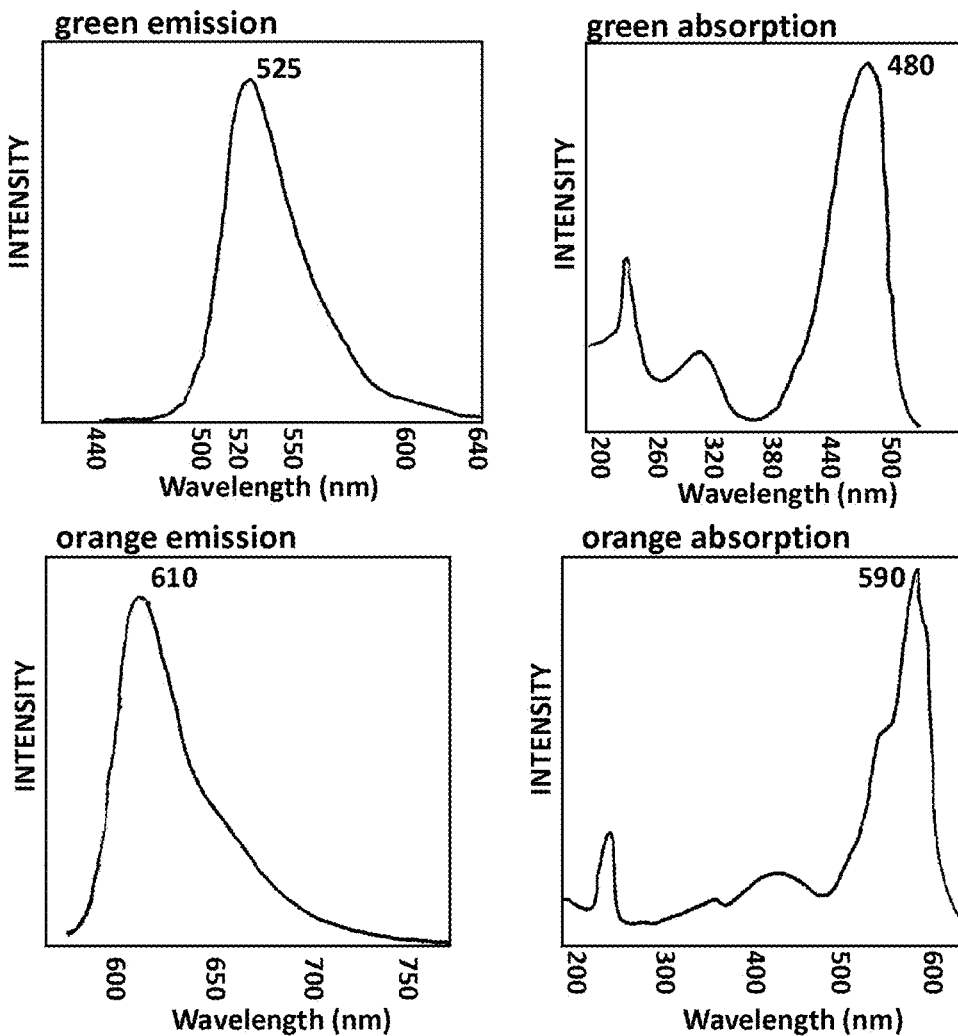 green emission
525
INTENSITY
440 500 520 550 600 640
Wavelength (nm)
green absorption
480
INTENSITY
200 260 320 380 440 500
Wavelength (nm)
orange emission
610
INTENSITY
600 650 700 750
Wavelength (nm)
orange absorption
590
INTENSITY
200 300 400 500 600
Wavelength (nm)